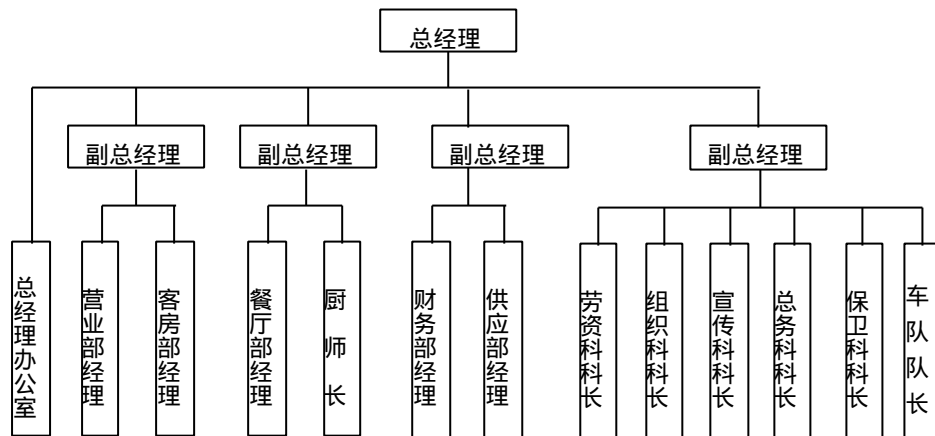 总经理
副总经理
副总经理
副总经理
副总经理
总经理办公室
营业部经理
客房部经理
餐厅部经理
厨师长
财务部经理
供应部经理
劳资科科长
组织科科长
宣传科科长
总务科科长
保卫科科长
车队队长